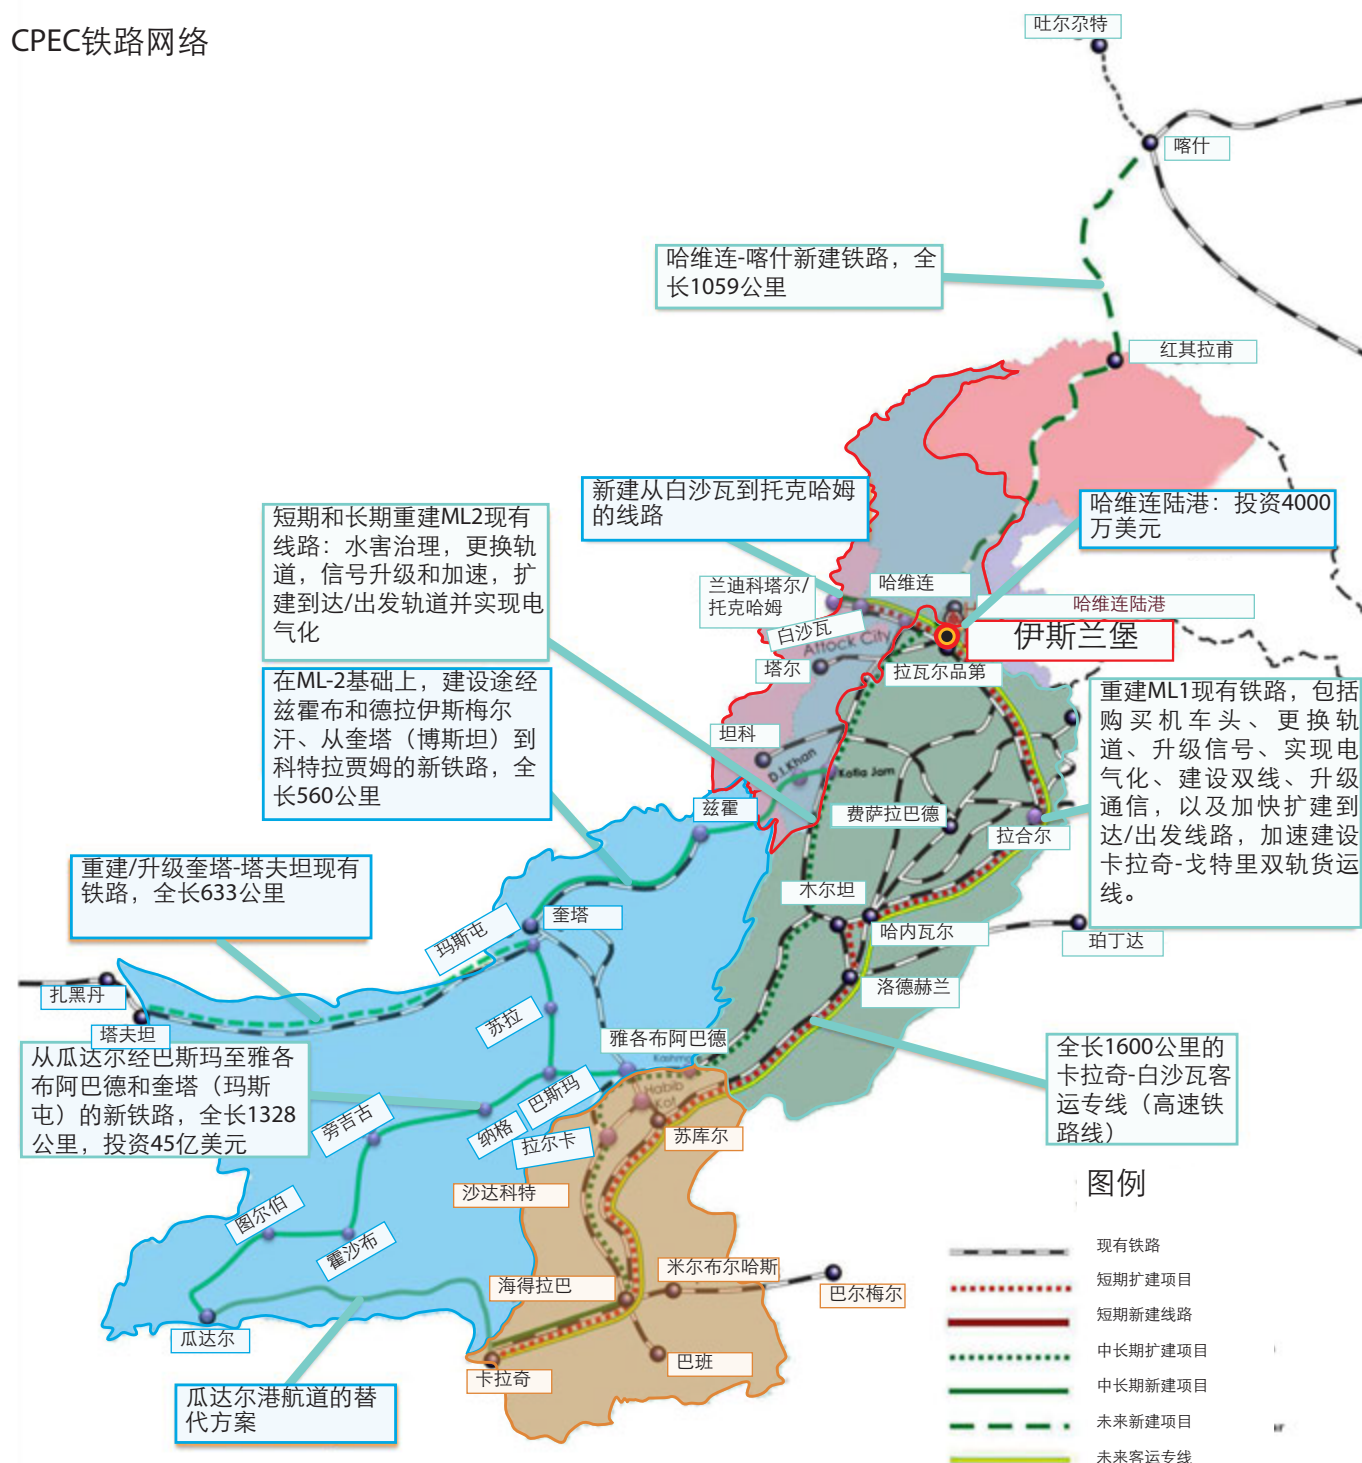 CPEC铁路网络
吐尔尕特
喀什
哈维连-喀什新建铁路，全
长1059公里
红其拉甫
新建从白沙瓦到托克哈姆
的线路
哈维连陆港：投资4000
万美元
短期和长期重建ML2现有
线路：水害治理，更换轨
道，信号升级和加速，扩
建到达/出发轨道并实现电
气化
兰迪科塔尔/
托克哈姆
哈维连
哈维连陆港
白沙瓦
Attock City
伊斯兰堡
塔尔
拉瓦尔品第
在ML-2基础上，建设途经
兹霍布和德拉伊斯梅尔
汗、从奎塔（博斯坦）到
科特拉贾姆的新铁路，全
长560公里
重建ML1现有铁路，包括
购买机车头、更换轨
道、升级信号、实现电
气化、建设双线、升级
通信，以及加快扩建到
达/出发线路，加速建设
卡拉奇-戈特里双轨货运
线。
坦科
D.I.Khan
Kotla Jam
兹霍
费萨拉巴德
拉合尔
重建/升级奎塔-塔夫坦现有
铁路，全长633公里
木尔坦
奎塔
玛斯屯
哈内瓦尔
珀丁达
扎黑丹
洛德赫兰
塔夫坦
苏拉
雅各布阿巴德
从瓜达尔经巴斯玛至雅各
布阿巴德和奎塔（玛斯
屯）的新铁路，全长1328
公里，投资45亿美元
全长1600公里的
卡拉奇-白沙瓦客
运专线（高速铁
路线）
巴斯玛
Habib
Kot
旁吉古
纳格
拉尔卡
苏库尔
沙达科特
图尔伯
霍沙布
海得拉巴
米尔布尔哈斯
巴尔梅尔
瓜达尔
卡拉奇
巴班
瓜达尔港航道的替
代方案
图例
现有铁路
短期扩建项目
短期新建线路
中长期扩建项目
中长期新建项目
未来新建项目
未来客运专线